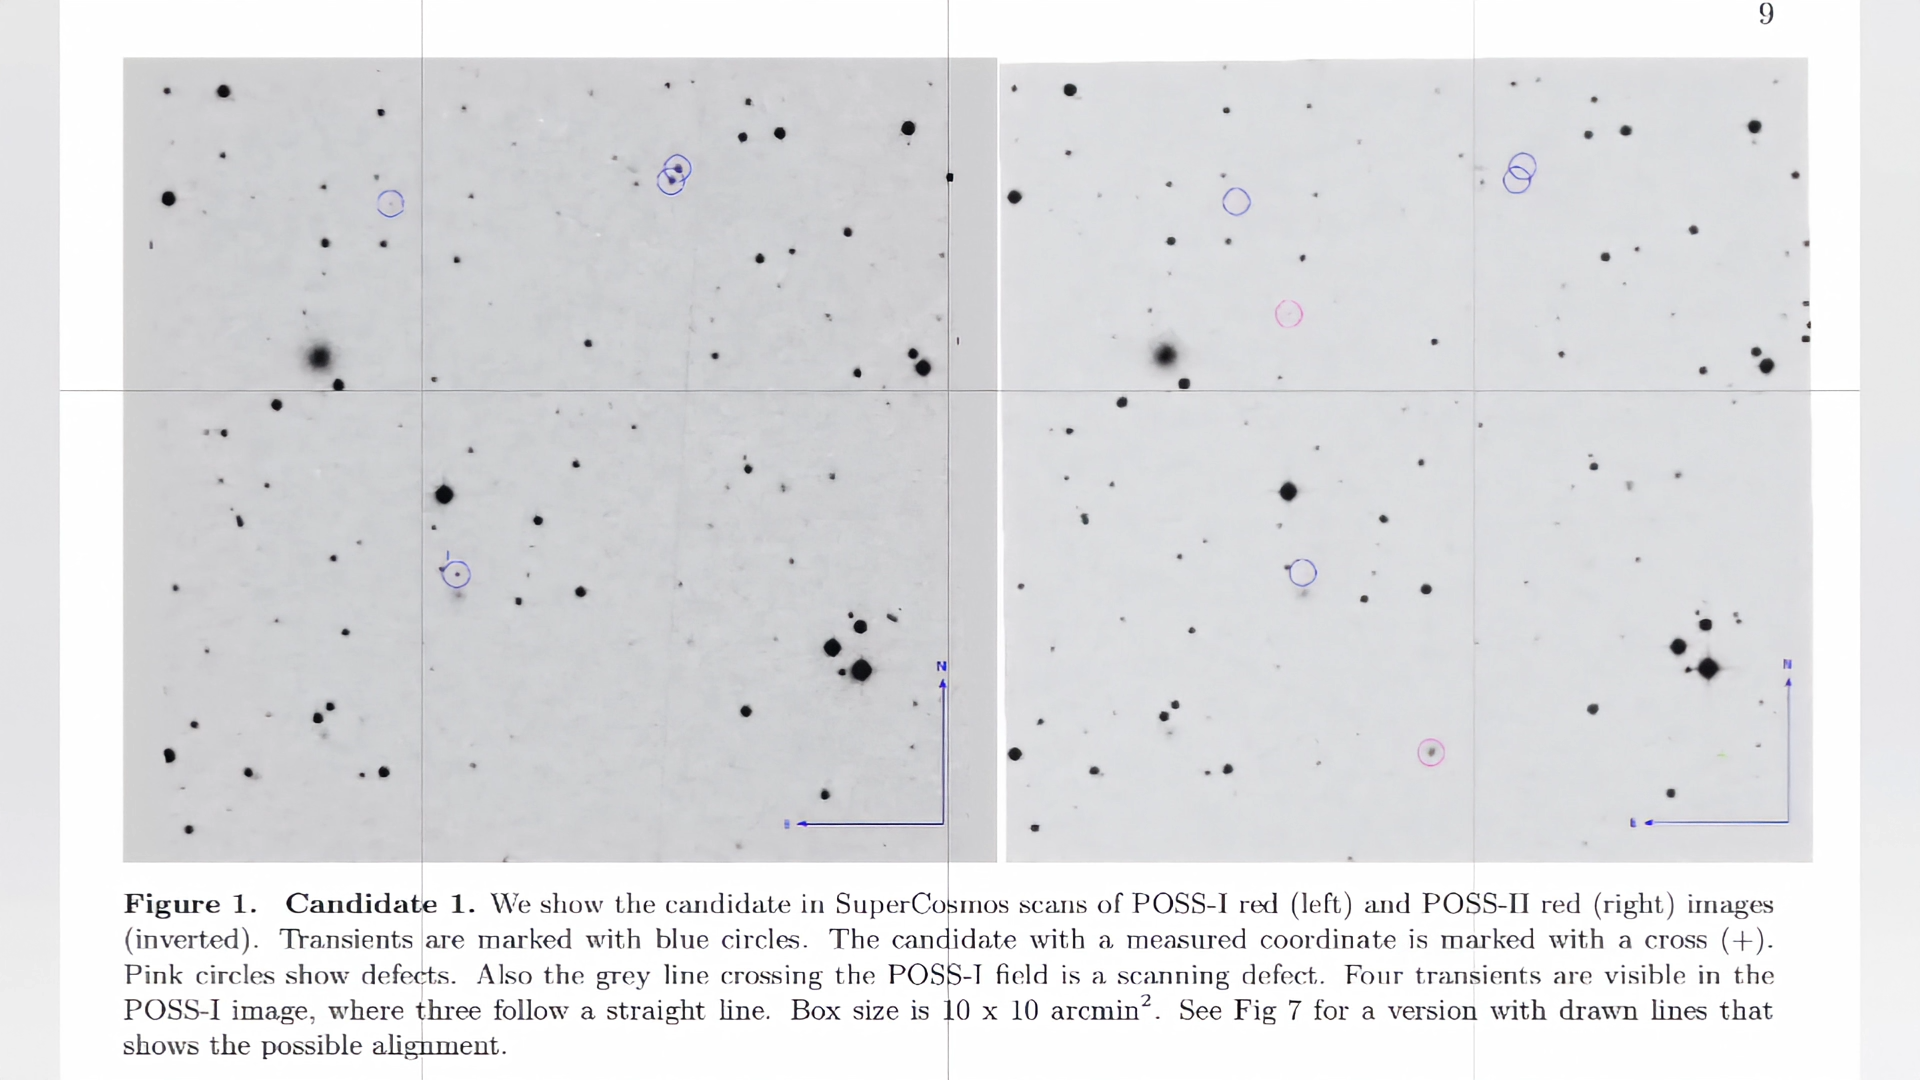 9
N
N
E
Figure 1. Candidate 1. We show the candidate in SuperCosmos scans of POSS-I red (left) and POSS-II red (right) images
(inverted). Transients are marked with blue circles. The candidate with a measured coordinate is marked with a cross (+).
Pink circles show defects. Also the grey line crossing the POSS-I field is a scanning defect. Four transients are visible in the
POSS-I image, where three follow a straight line. Box size is 10 x 10 arcmin². See Fig 7 for a version with drawn lines that
shows the possible alignment.